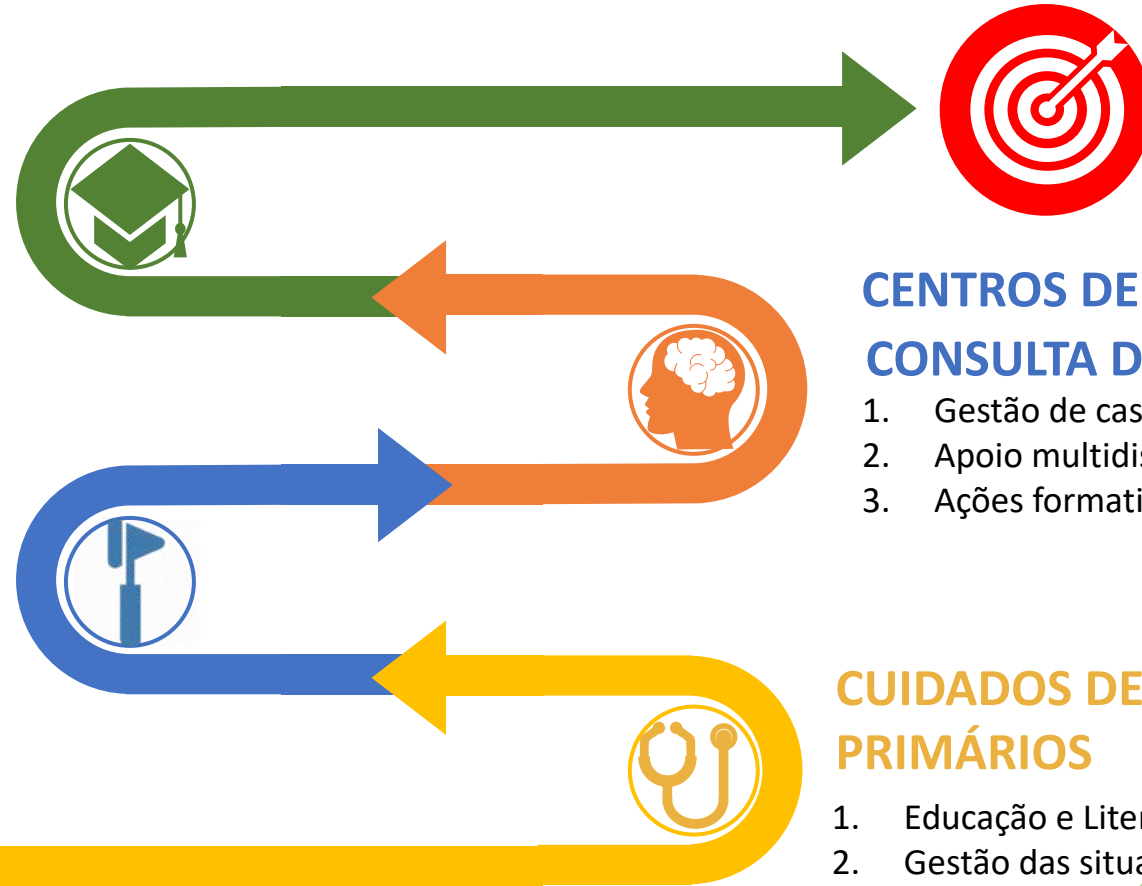 CENTROS DE
CONSULTA D
1. Gestão de cas
2. Apoio multidis
3. Ações formati
CUIDADOS DE
PRIMÁRIOS
1. Educação e Liter
2. Gestão das situa